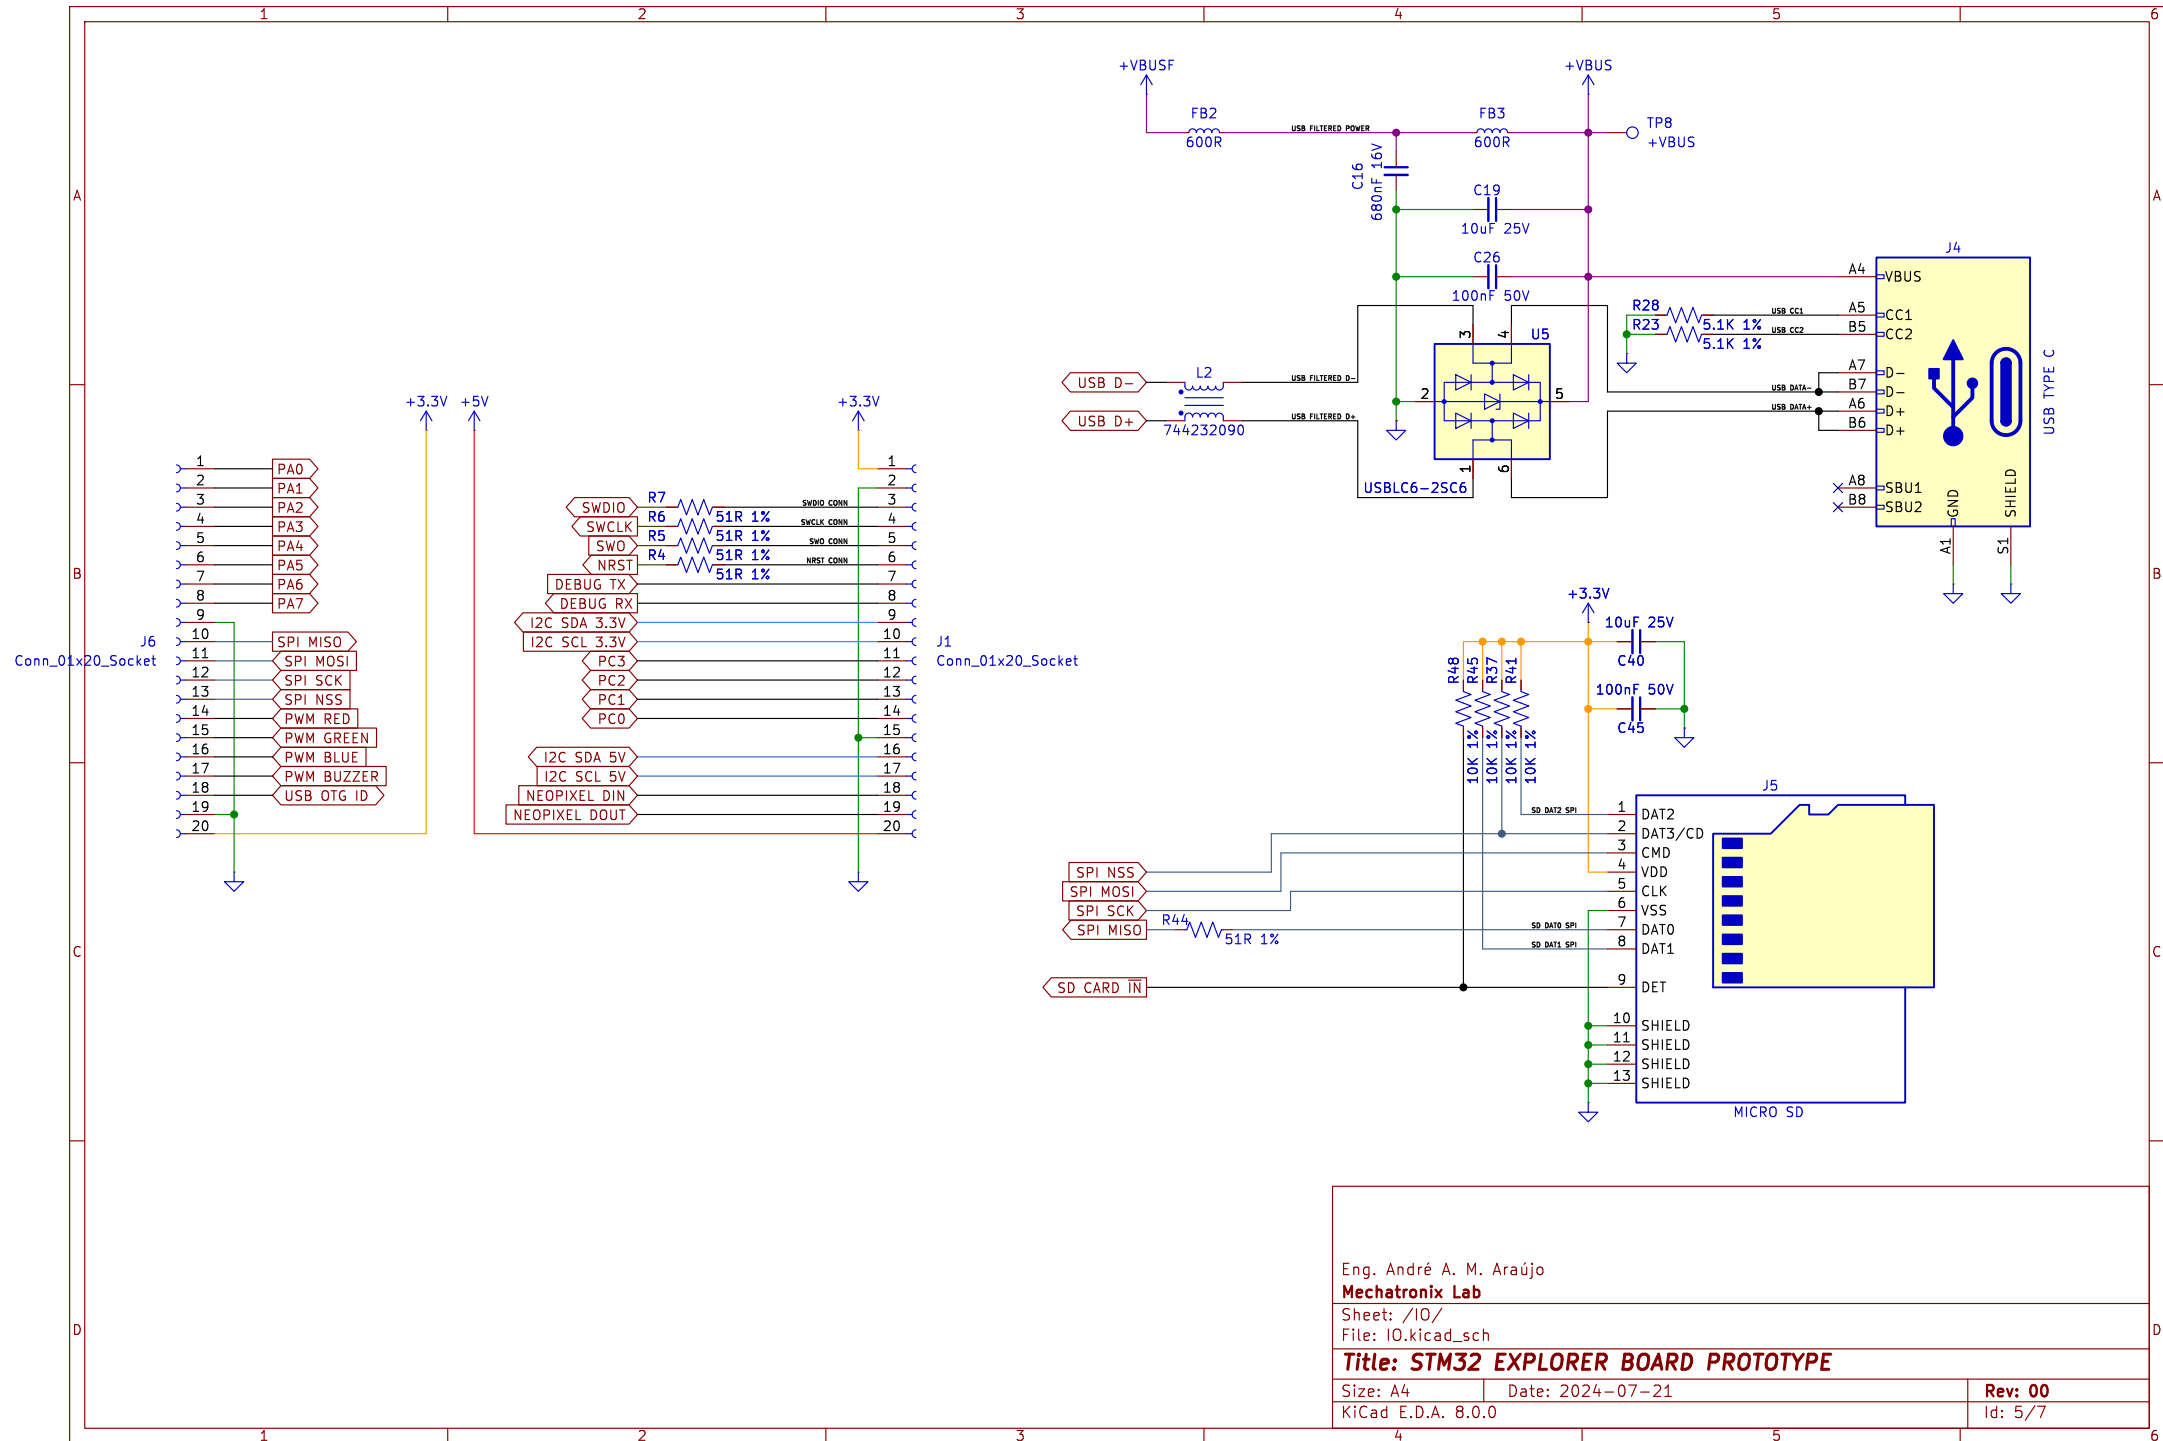 1 2 3 4 5 6
A
B
C
D
+VBUSF
+VBUS
FB2
600R
USB FILTERED POWER
FB3
600R
TP8
+VBUS
C16
680nF 16V
C19
10uF 25V
C26
100nF 50V
J4
A4 VBUS
A5 CC1
B5 CC2
A7 D-
B7 D-
A6 D+
B6 D+
A8 SBU1
B8 SBU2
GND
SHIELD
A1
S1
USB TYPE C
R28
5.1K 1%
USB CC1
R23
5.1K 1%
USB CC2
USB DATA-
USB DATA+
U5
3
4
2
5
1
6
USBLC6-2SC6
USB D-
USB D+
L2
744232090
USB FILTERED D-
USB FILTERED D+
+3.3V
+5V
+3.3V
J6
Conn_01x20_Socket
1 PA0
2 PA1
3 PA2
4 PA3
5 PA4
6 PA5
7 PA6
8 PA7
9
10 SPI MISO
11 SPI MOSI
12 SPI SCK
13 SPI NSS
14 PWM RED
15 PWM GREEN
16 PWM BLUE
17 PWM BUZZER
18 USB OTG ID
19
20
J1
Conn_01x20_Socket
1
2
SWDIO R7 51R 1% SWDIO CONN 3
SWCLK R6 51R 1% SWCLK CONN 4
SWO R5 51R 1% SWO CONN 5
NRST R4 51R 1% NRST CONN 6
DEBUG TX 7
DEBUG RX 8
I2C SDA 3.3V 9
I2C SCL 3.3V 10
PC3 11
PC2 12
PC1 13
PC0 14
15
I2C SDA 5V 16
I2C SCL 5V 17
NEOPIXEL DIN 18
NEOPIXEL DOUT 19
20
+3.3V
10uF 25V
C40
100nF 50V
C45
R48
R45
R37
R41
10K 1%
10K 1%
10K 1%
10K 1%
J5
SD DAT2 SPI 1 DAT2
2 DAT3/CD
3 CMD
4 VDD
5 CLK
6 VSS
SD DAT0 SPI 7 DAT0
SD DAT1 SPI 8 DAT1
9 DET
10 SHIELD
11 SHIELD
12 SHIELD
13 SHIELD
MICRO SD
SPI NSS
SPI MOSI
SPI SCK
SPI MISO
R44
51R 1%
SD CARD IN
Eng. André A. M. Araújo
Mechatronix Lab
Sheet: /IO/
File: IO.kicad_sch
Title: STM32 EXPLORER BOARD PROTOTYPE
Size: A4 Date: 2024-07-21 Rev: 00
KiCad E.D.A. 8.0.0 Id: 5/7
A
B
C
D
1 2 3 4 5 6